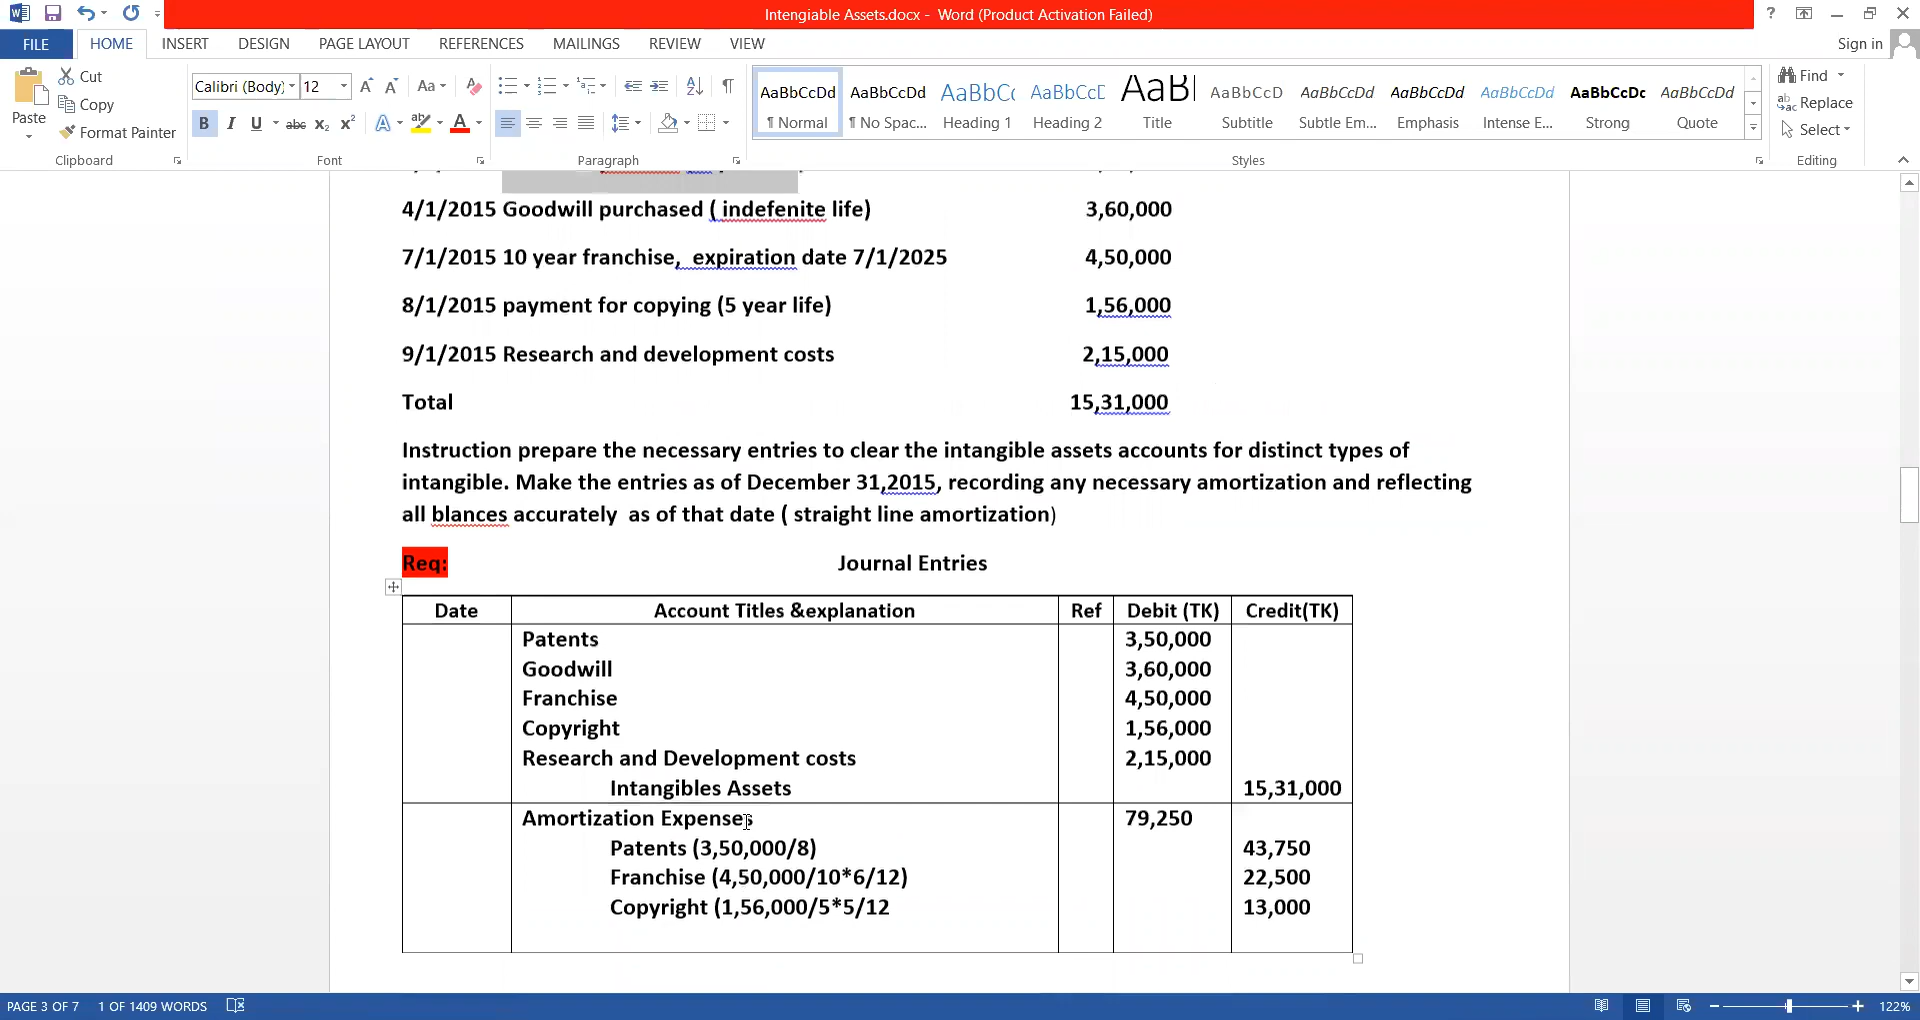 Intengiable Assets.docx - Word (Product Activation Failed)
?
FILE HOME INSERT DESIGN PAGE LAYOUT REFERENCES MAILINGS REVIEW VIEW Sign in
Paste Cut
Copy
Format Painter
Clipboard
Calibri (Body) 12 Aa
B I U abc x₂ x² A ab A
Font
Paragraph
AaBbCcDd AaBbCcDd AaBbC AaBbCcE AaB AaBbCcD AaBbCcDd AaBbCcDd AaBbCcDd AaBbCcDc AaBbCcDd
¶ Normal ¶ No Spac... Heading 1 Heading 2 Title Subtitle Subtle Em... Emphasis Intense E... Strong Quote
Styles
Find
Replace
Select
Editing
4/1/2015 Goodwill purchased ( indefenite life) 3,60,000
7/1/2015 10 year franchise, expiration date 7/1/2025 4,50,000
8/1/2015 payment for copying (5 year life) 1,56,000
9/1/2015 Research and development costs 2,15,000
Total 15,31,000
Instruction prepare the necessary entries to clear the intangible assets accounts for distinct types of
intangible. Make the entries as of December 31,2015, recording any necessary amortization and reflecting
all blances accurately as of that date ( straight line amortization)
Req: Journal Entries
Date Account Titles &explanation Ref Debit (TK) Credit(TK)
Patents 3,50,000
Goodwill 3,60,000
Franchise 4,50,000
Copyright 1,56,000
Research and Development costs 2,15,000
Intangibles Assets 15,31,000
Amortization Expenses 79,250
Patents (3,50,000/8) 43,750
Franchise (4,50,000/10*6/12) 22,500
Copyright (1,56,000/5*5/12 13,000
PAGE 3 OF 7 1 OF 1409 WORDS 122%